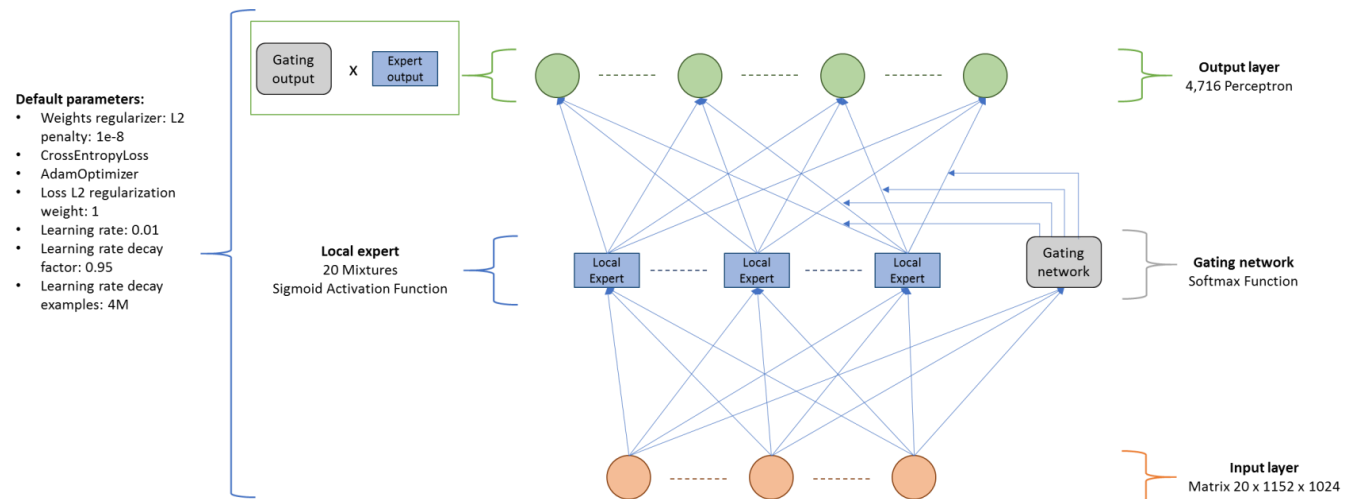 Gating
output
x
Expert
output
Output layer
4,716 Perceptron
Default parameters:
• Weights regularizer: L2
penalty: 1e-8
• CrossEntropyLoss
• AdamOptimizer
• Loss L2 regularization
weight: 1
• Learning rate: 0.01
• Learning rate decay
factor: 0.95
• Learning rate decay
examples: 4M
Local expert
20 Mixtures
Sigmoid Activation Function
Local
Expert
Local
Expert
Local
Expert
Gating
network
Gating network
Softmax Function
Input layer
Matrix 20 x 1152 x 1024